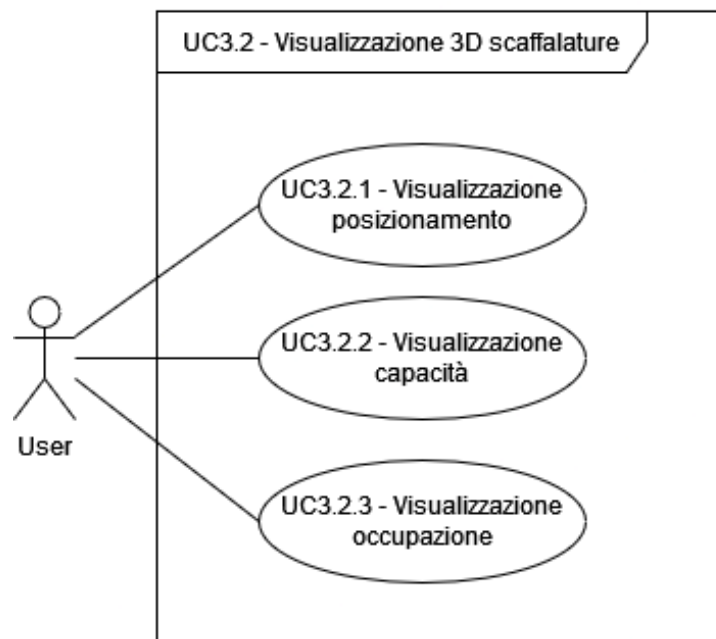 UC3.2 - Visualizzazione 3D scaffalature
UC3.2.1 - Visualizzazione
posizionamento
UC3.2.2 - Visualizzazione
capacità
User
UC3.2.3 - Visualizzazione
occupazione